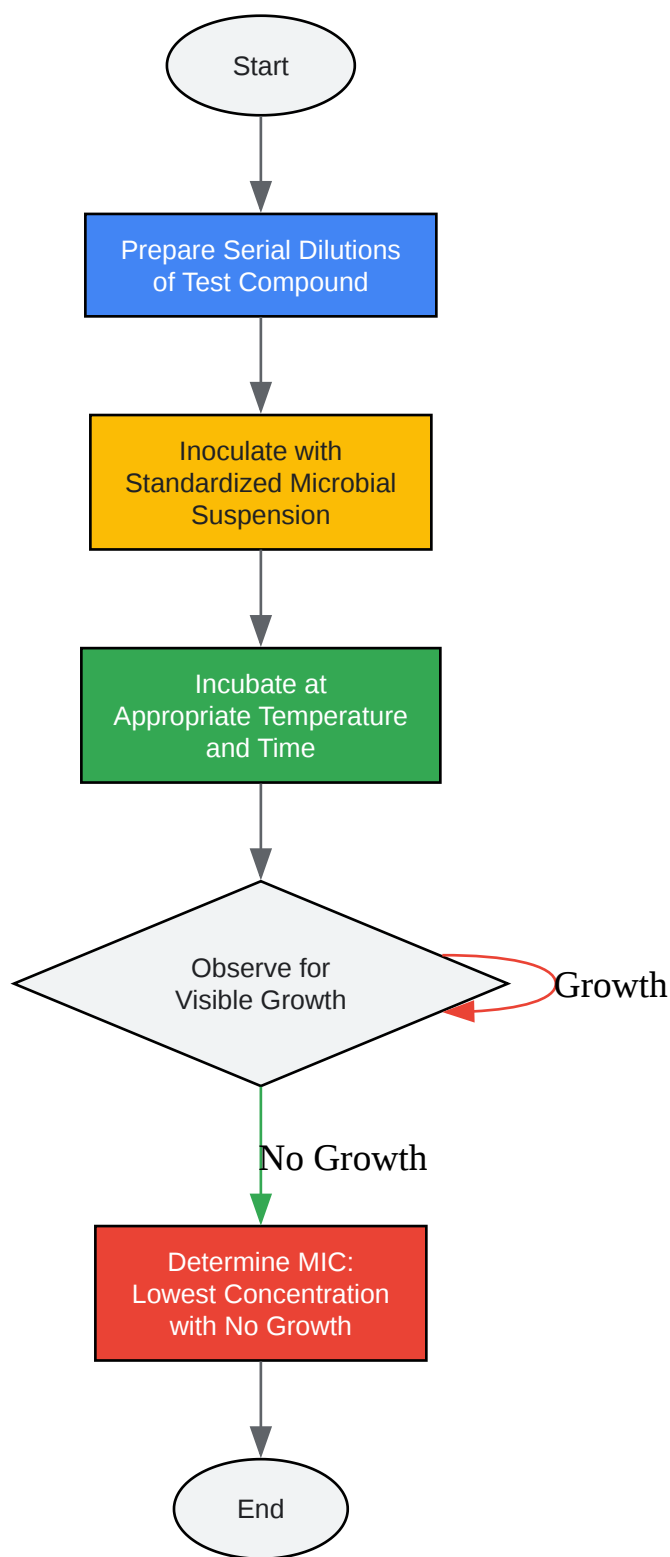 Start
Prepare Serial Dilutions
of Test Compound
Inoculate with
Standardized Microbial
Suspension
Incubate at
Appropriate Temperature
and Time
Observe for
Visible Growth
Growth
No Growth
Determine MIC:
Lowest Concentration
with No Growth
End